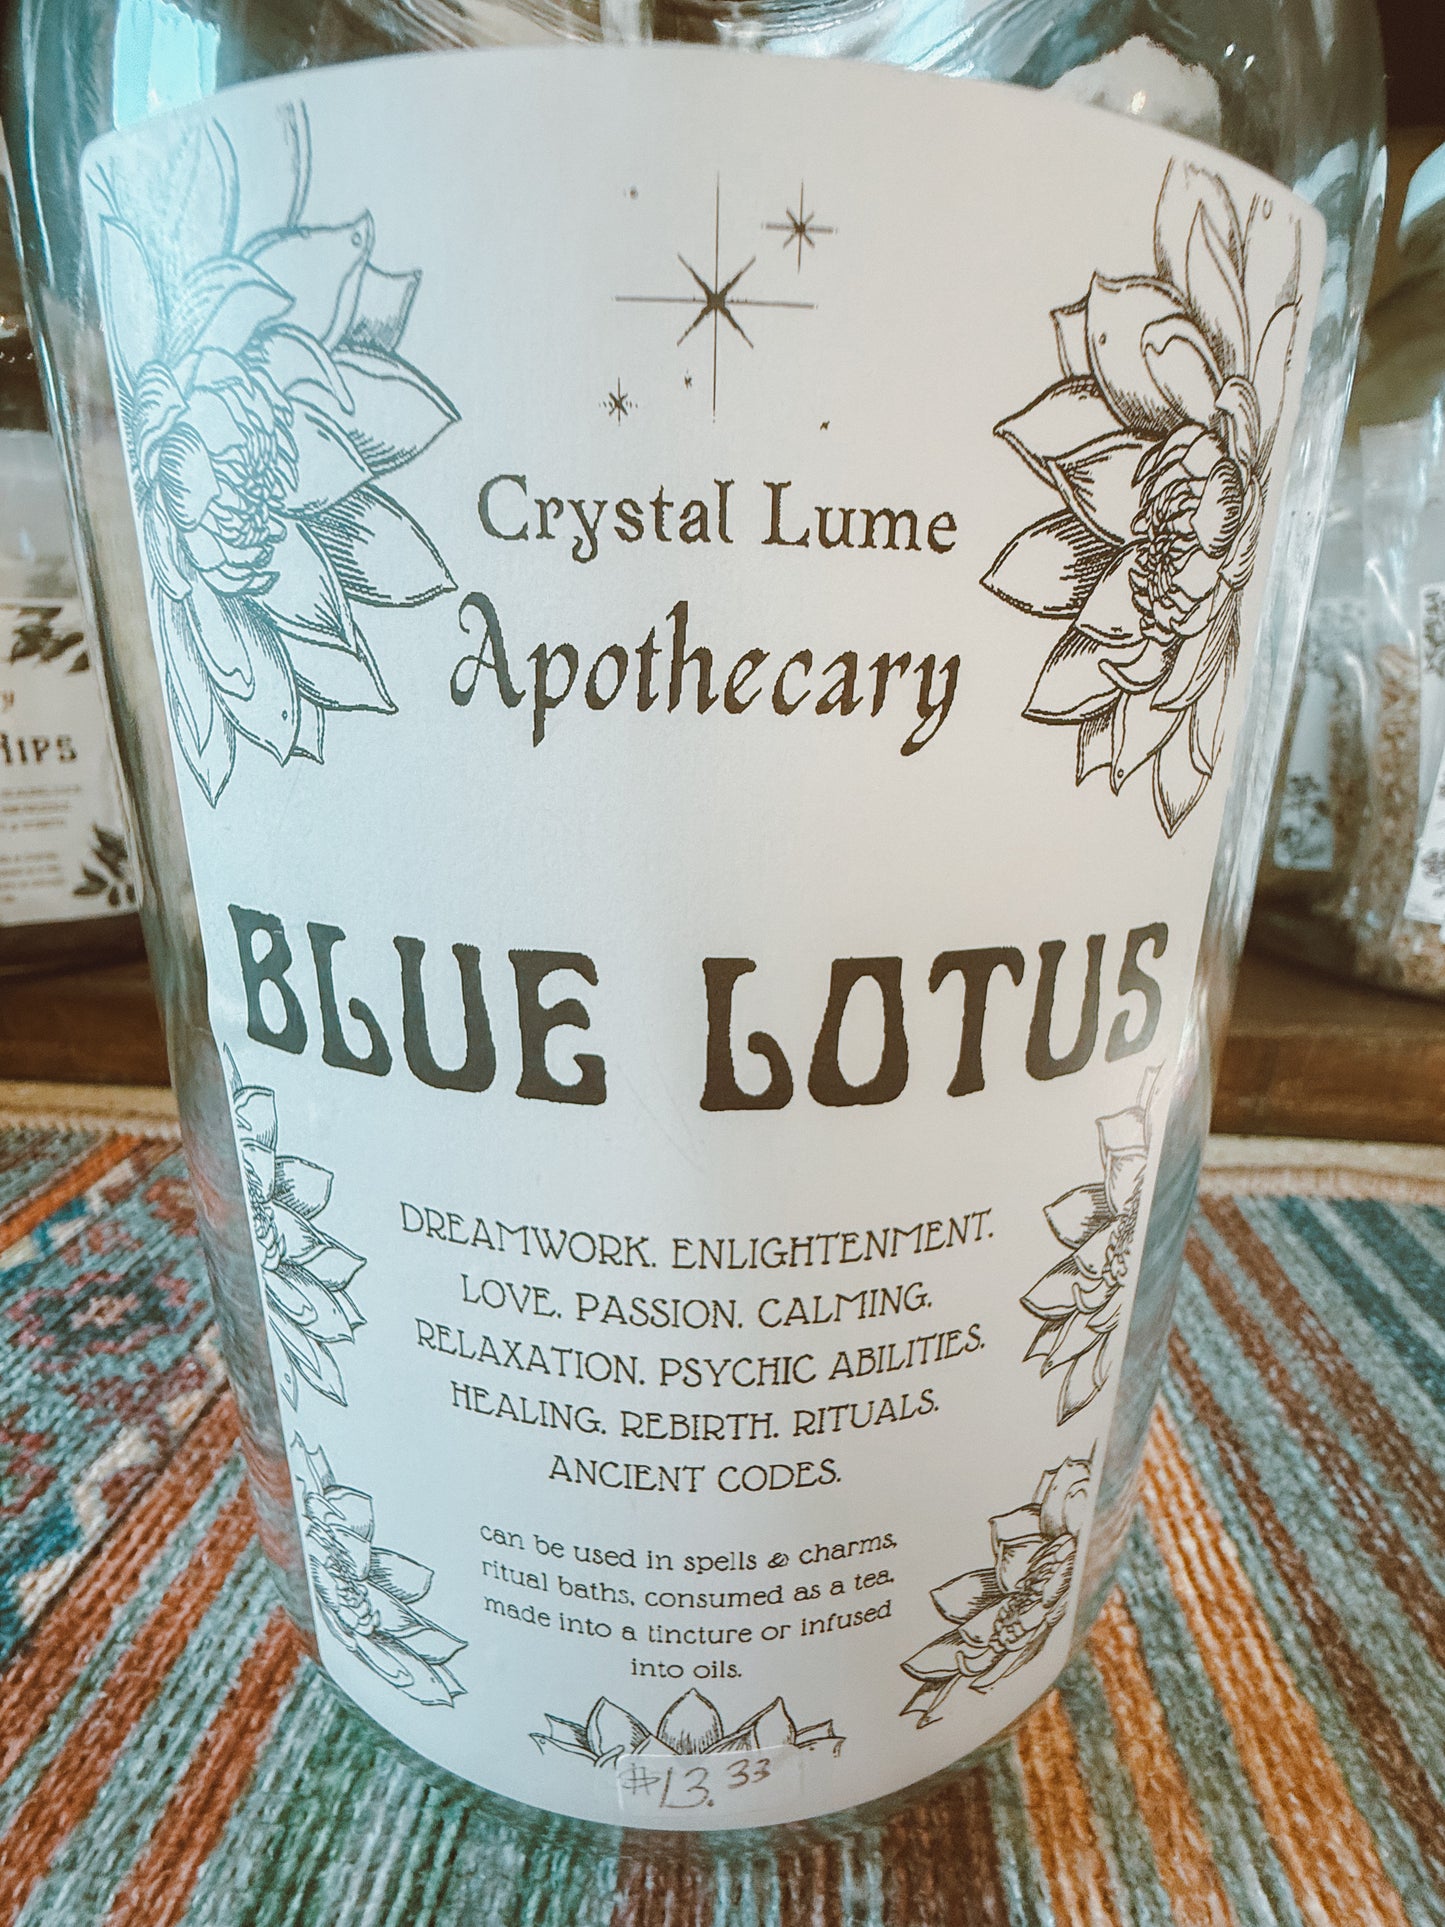 Crystal Lume
Apothecary
BLUE LOTUS
DREAMWORK. ENLIGHTENMENT.
LOVE. PASSION. CALMING.
RELAXATION. PSYCHIC ABILITIES.
HEALING. REBIRTH. RITUALS.
ANCIENT CODES.
can be used in spells & charms,
ritual baths, consumed as a tea,
made into a tincture or infused
into oils.
$13.33
HIPS